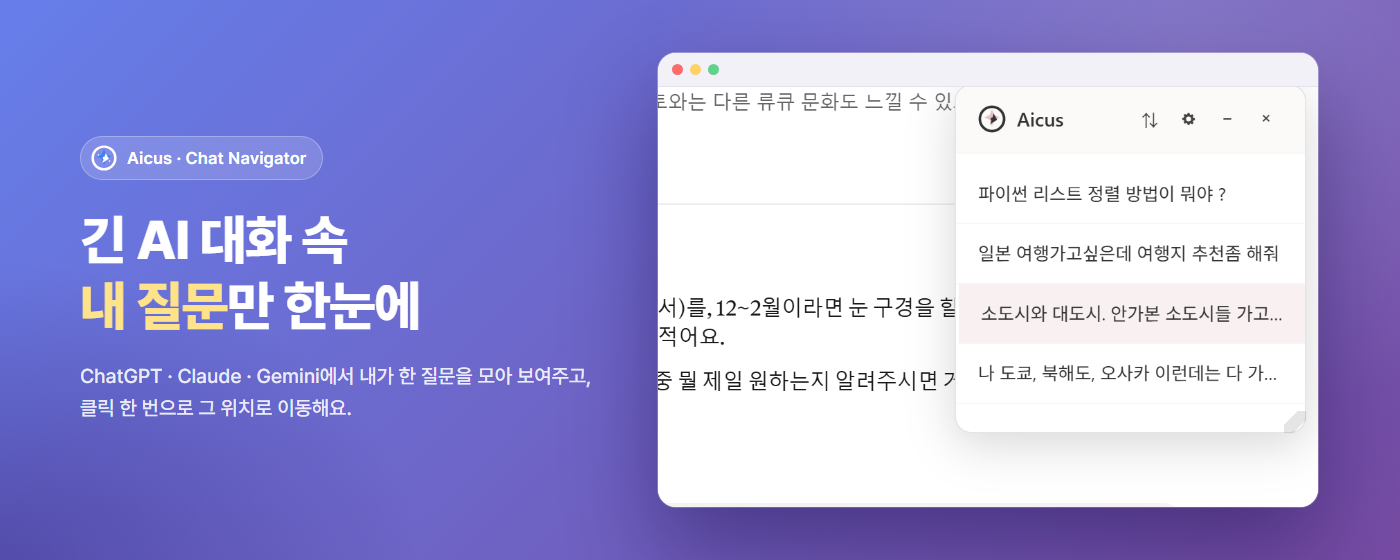 Aicus · Chat Navigator
긴 AI 대화 속
내 질문만 한눈에
ChatGPT · Claude · Gemini에서 내가 한 질문을 모아 보여주고,
클릭 한 번으로 그 위치로 이동해요.
와는 다른 류큐 문화도 느낄 수 있
서)를, 12~2월이라면 눈 구경을 할
적어요.
중 뭘 제일 원하는지 알려주시면
Aicus
파이썬 리스트 정렬 방법이 뭐야 ?
일본 여행가고싶은데 여행지 추천좀 해줘
소도시와 대도시. 안가본 소도시들 가고...
나 도쿄, 북해도, 오사카 이런데는 다 가...